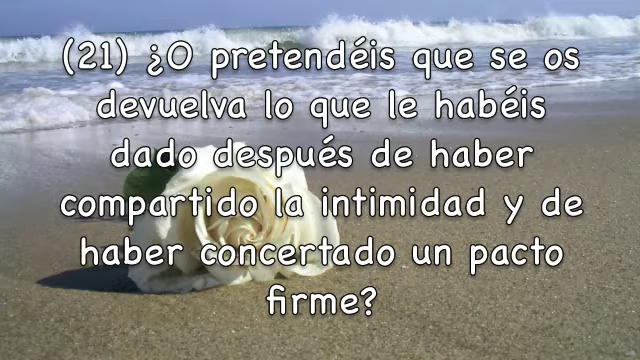 (21) ¿O pretendéis que se os
devuelva lo que le habéis
dado después de haber
compartido la intimidad y de
haber concertado un pacto
firme?